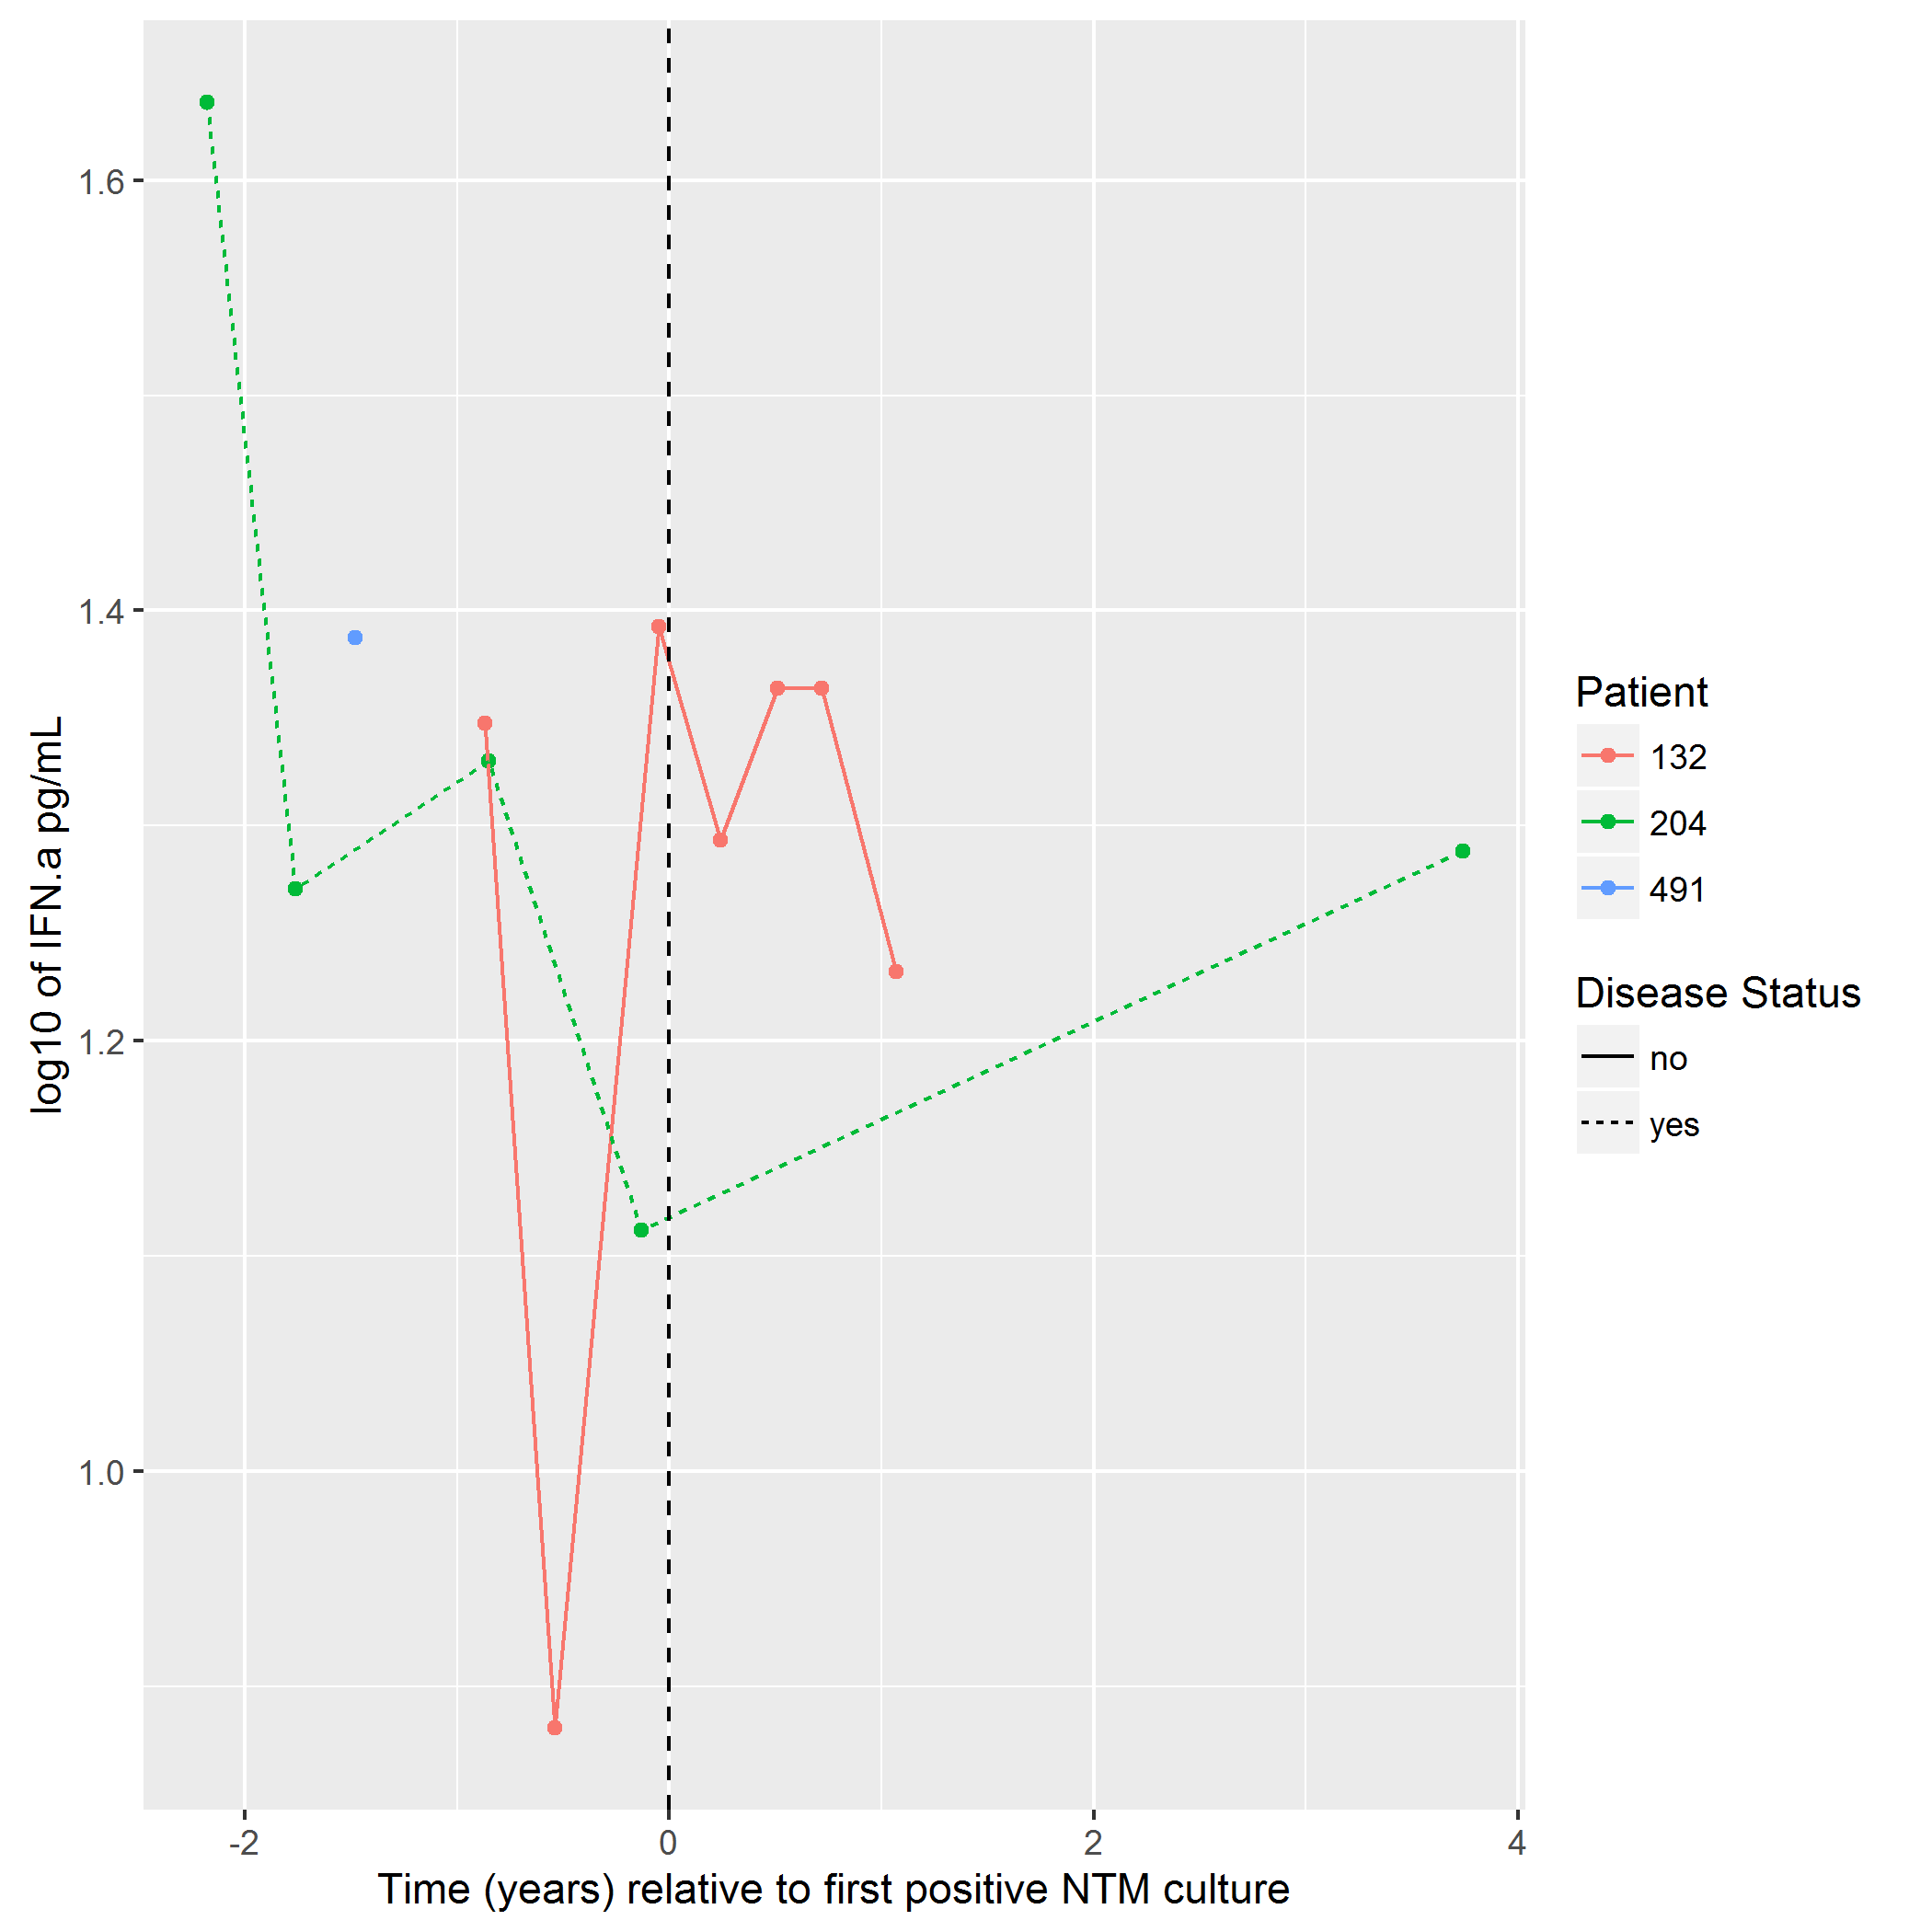 1.6
1.4
1.2
1.0
log10 of IFN.a pg/mL
-2
0
2
4
Time (years) relative to first positive NTM culture
Patient
132
204
491
Disease Status
no
yes